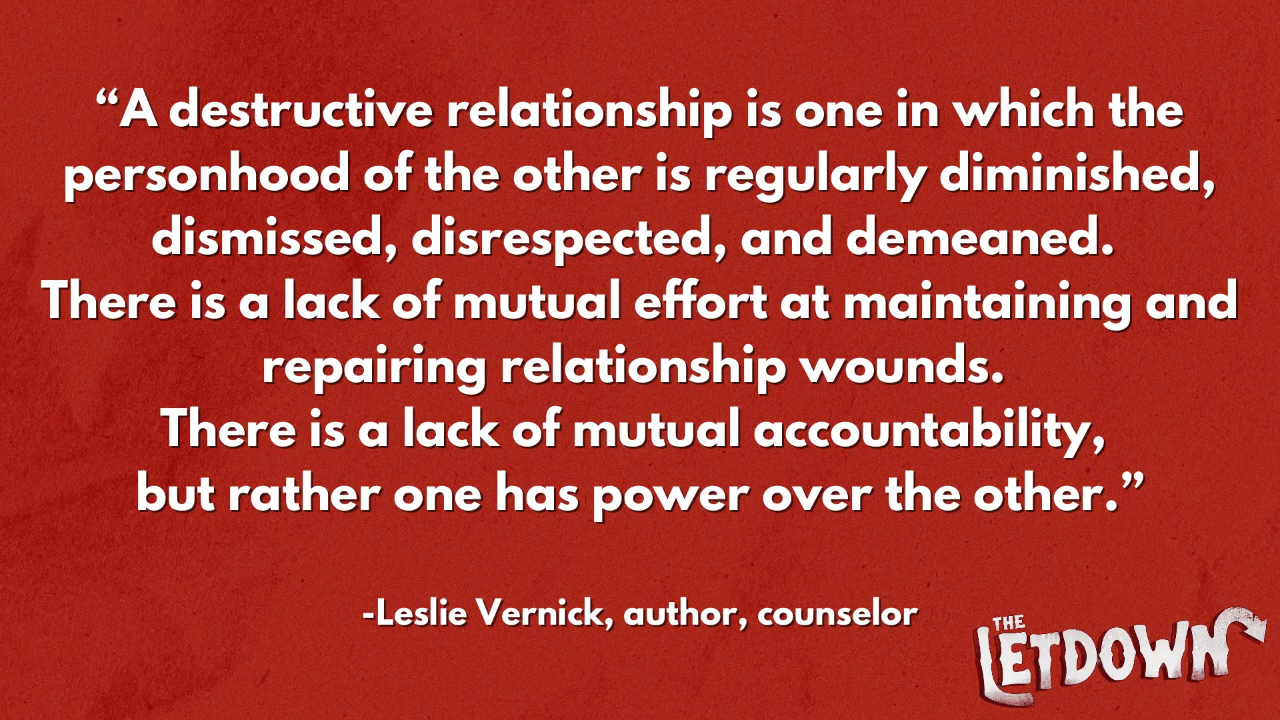 “A destructive relationship is one in which the
personhood of the other is regularly diminished,
dismissed, disrespected, and demeaned.
There is a lack of mutual effort at maintaining and
repairing relationship wounds.
There is a lack of mutual accountability,
but rather one has power over the other.”
-Leslie Vernick, author, counselor
THE
LETDOWN